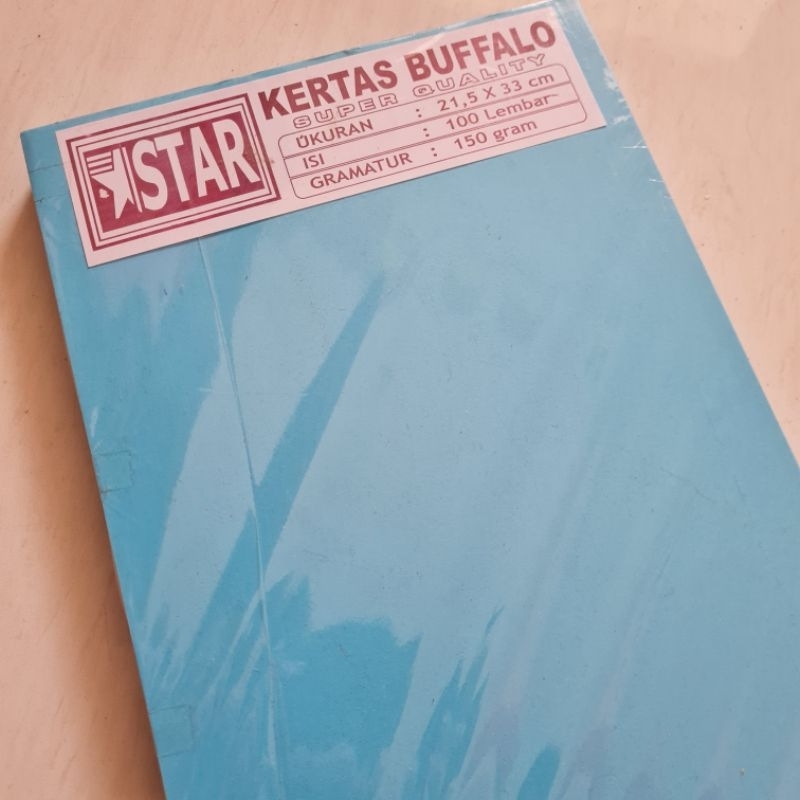 STAR
KERTAS BUFFALO
SUPER QUALITY
UKURAN : 21,5 X 33 cm
ISI : 100 Lembar
GRAMATUR : 150 gram